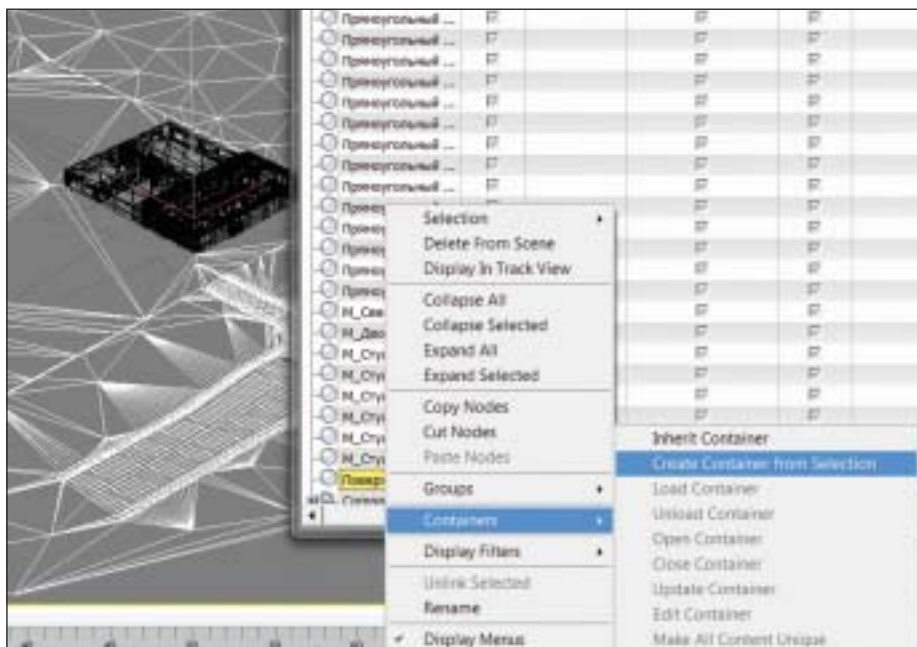 Прямоугольный ...
Прямоугольный ...
Прямоугольный ...
Прямоугольный ...
Прямоугольный ...
Прямоугольный ...
Прямоугольный ...
Прямоугольный ...
Прямоугольный ...
Selection
Delete From Scene
Display In Track View
Collapse All
Collapse Selected
Expand All
Expand Selected
Copy Nodes
Cut Nodes
Paste Nodes
Groups
Containers
Display Filters
Unlink Selected
Rename
Display Menus
Inherit Container
Create Container from Selection
Load Container
Unload Container
Open Container
Close Container
Update Container
Edit Container
Make All Content Unique